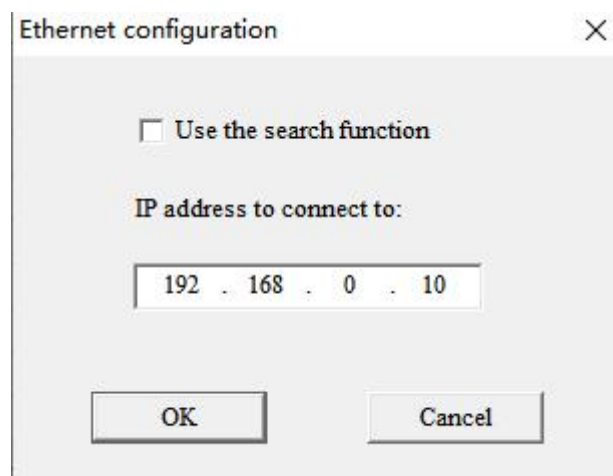 Ethernet configuration
Use the search function
IP address to connect to:
192 . 168 . 0 . 10
OK
Cancel